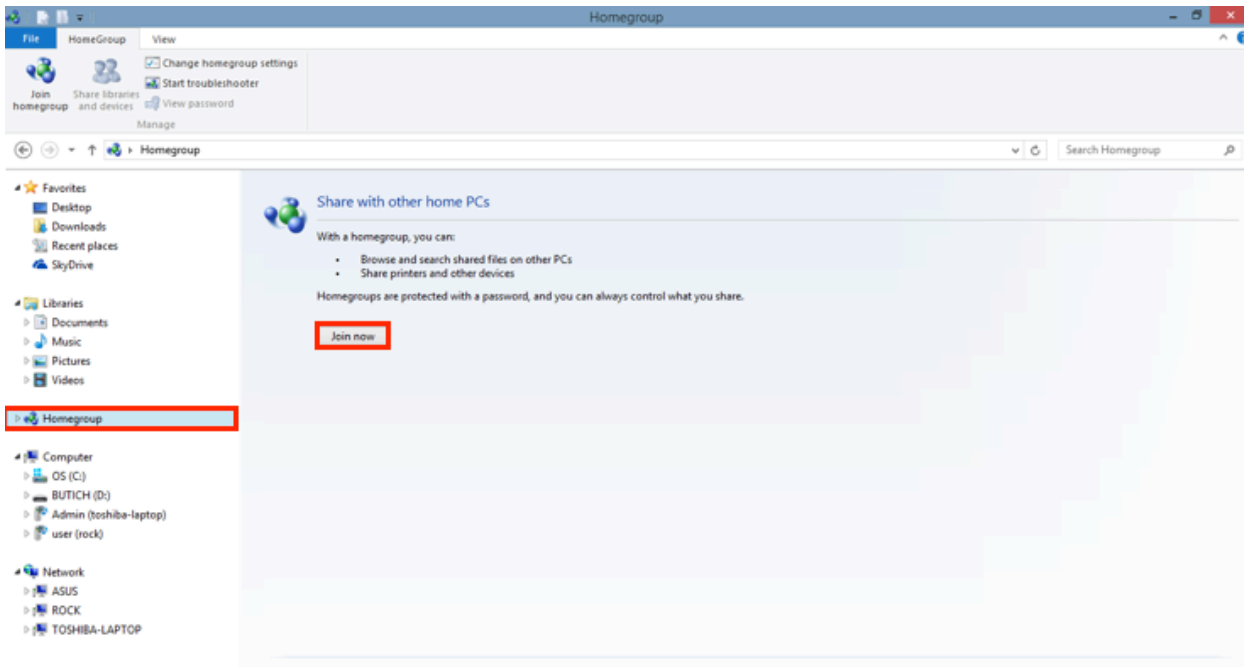 Homegroup
File HomeGroup View
Join homegroup
Share libraries and devices
Change homegroup settings
Start troubleshooter
View password
Manage
Homegroup
Search Homegroup
Favorites
Desktop
Downloads
Recent places
SkyDrive
Libraries
Documents
Music
Pictures
Videos
Homegroup
Computer
OS (C:)
BUTICH (D:)
Admin (toshiba-laptop)
user (rock)
Network
ASUS
ROCK
TOSHIBA-LAPTOP
Share with other home PCs
With a homegroup, you can:
• Browse and search shared files on other PCs
• Share printers and other devices
Homegroups are protected with a password, and you can always control what you share.
Join now